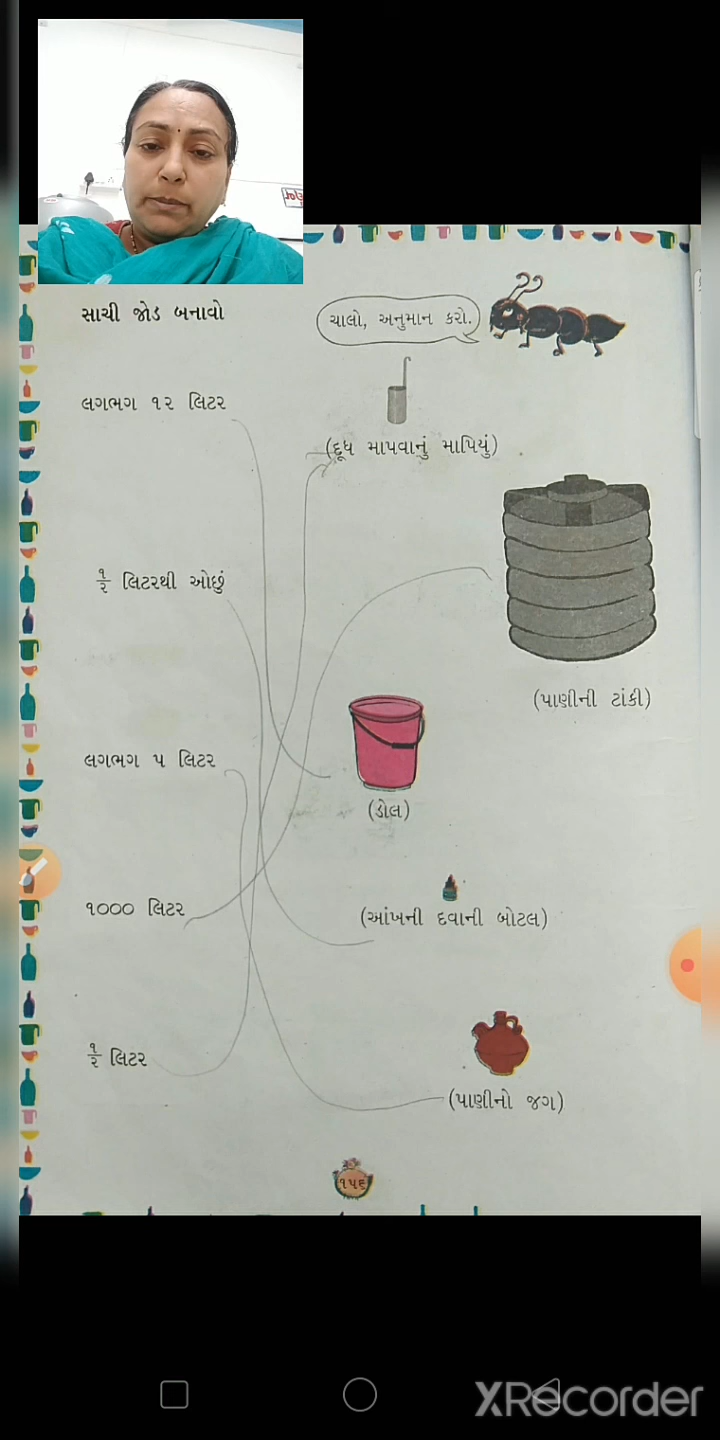 સાચી જોડ બનાવો
ચાલો, અનુમાન કરો.
લગભગ ૧૨ લિટર
(દૂધ માપવાનું માપિયું)
૧/૨ લિટરથી ઓછું
(પાણીની ટાંકી)
લગભગ ૫ લિટર
(ડોલ)
૧૦૦૦ લિટર
(આંખની દવાની બોટલ)
૧/૨ લિટર
(પાણીનો જગ)
૧૫૬
XRecorder